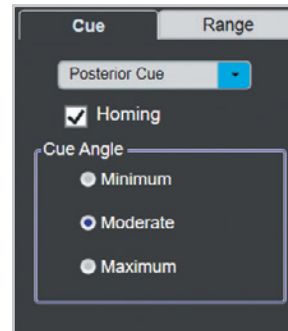 Cue Range
Posterior Cue
Homing
Cue Angle
Minimum
Moderate
Maximum